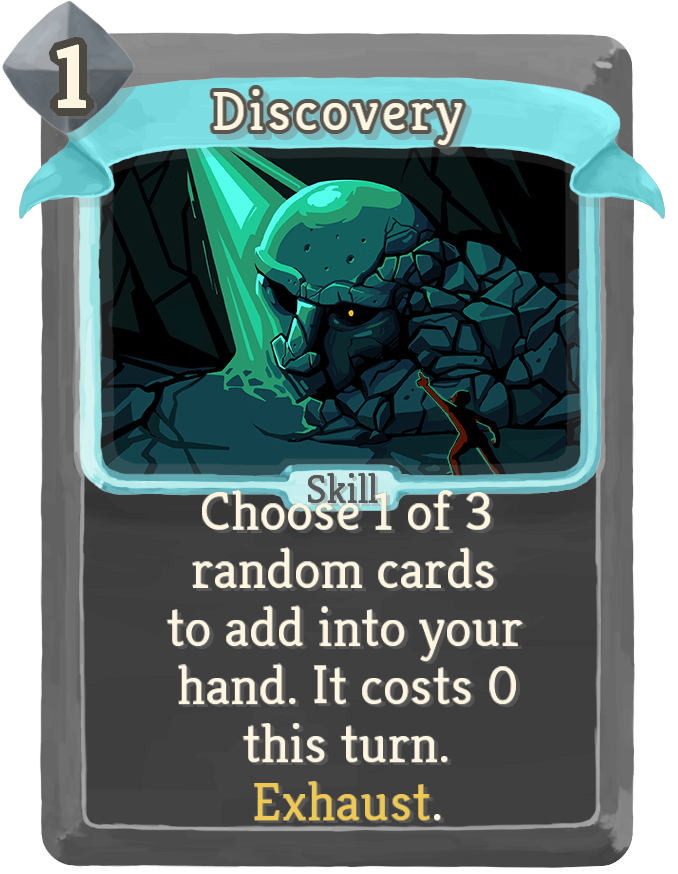 1
Discovery
Skill
Choose 1 of 3
random cards
to add into your
hand. It costs 0
this turn.
Exhaust.